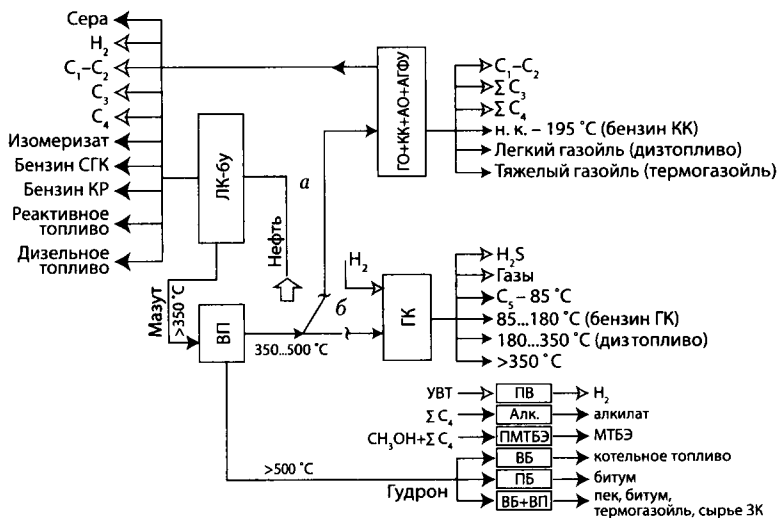 Сера
H₂
C₁–C₂
C₃
C₄
Изомеризат
Бензин СГК
Бензин КР
Реактивное
топливо
Дизельное
топливо
ЛК-6у
Нефть
а
б
Мазут
>350 ˚C
ВП
350...500 ˚C
ГО+КК+АО+АГФУ
C₁–C₂
∑ C₃
∑ C₄
н. к. – 195 ˚C (бензин КК)
Легкий газойль (дизтопливо)
Тяжелый газойль (термогазойль)
H₂
ГК
H₂S
Газы
C₅ – 85 ˚C
85...180 ˚C (бензин ГК)
180...350 ˚C (дизтопливо)
>350 ˚C
УВТ ПВ H₂
∑ C₄ Алк. алкилат
CH₃OH+∑ C₄ ПМТБЭ МТБЭ
ВБ котельное топливо
>500 ˚C
Гудрон
ПБ битум
ВБ+ВП пек, битум,
термогазойль, сырье ЗК